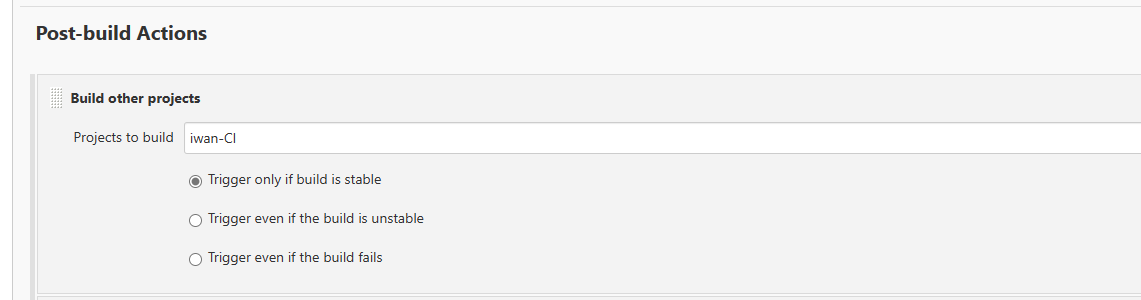 Post-build Actions
Build other projects
Projects to build iwan-CI
Trigger only if build is stable
Trigger even if the build is unstable
Trigger even if the build fails